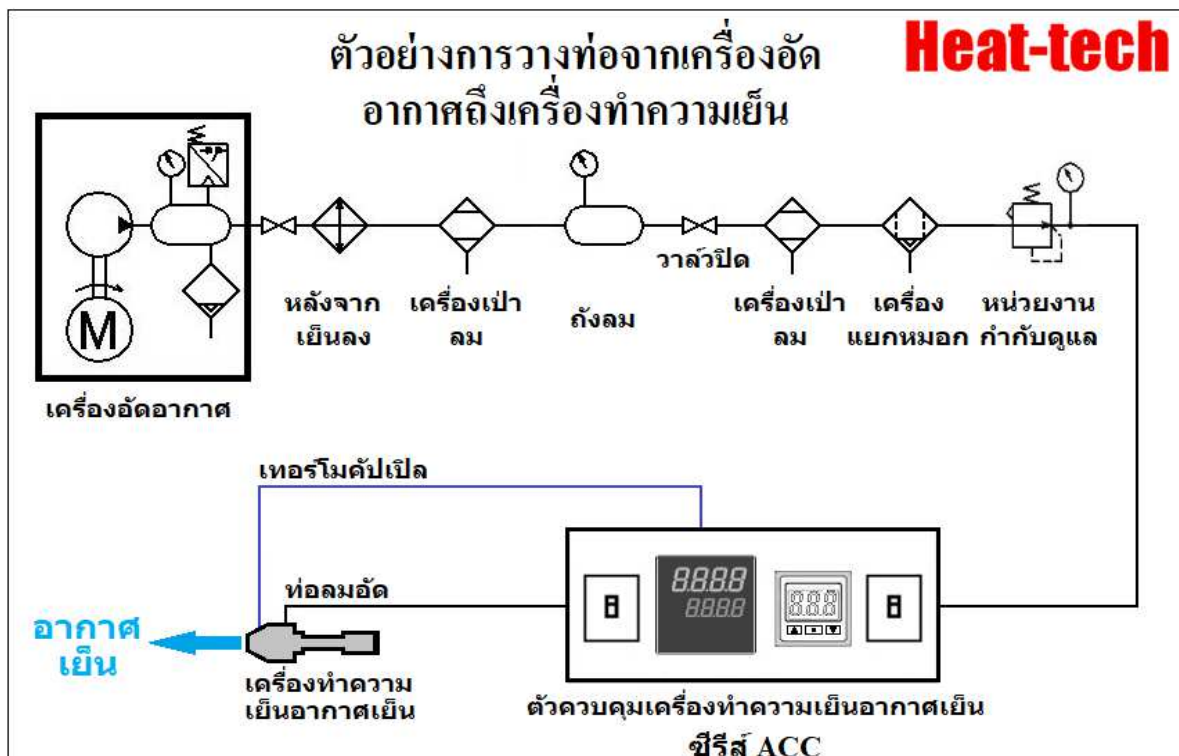 ตัวอย่างการวางท่อจากเครื่องอัด
อากาศถึงเครื่องทำความเย็น
Heat-tech
M
วาล์วปิด
หลังจาก
เย็นลง
เครื่องเป่า
ลม
ถังลม
เครื่องเป่า
ลม
เครื่อง
แยกหมอก
หน่วยงาน
กำกับดูแล
เครื่องอัดอากาศ
เทอร์โมคัปเปิล
8888
8888
888
ท่อลมอัด
อากาศ
เย็น
เครื่องทำความ
เย็นอากาศเย็น
ตัวควบคุมเครื่องทำความเย็นอากาศเย็น
ซีรีส์ ACC